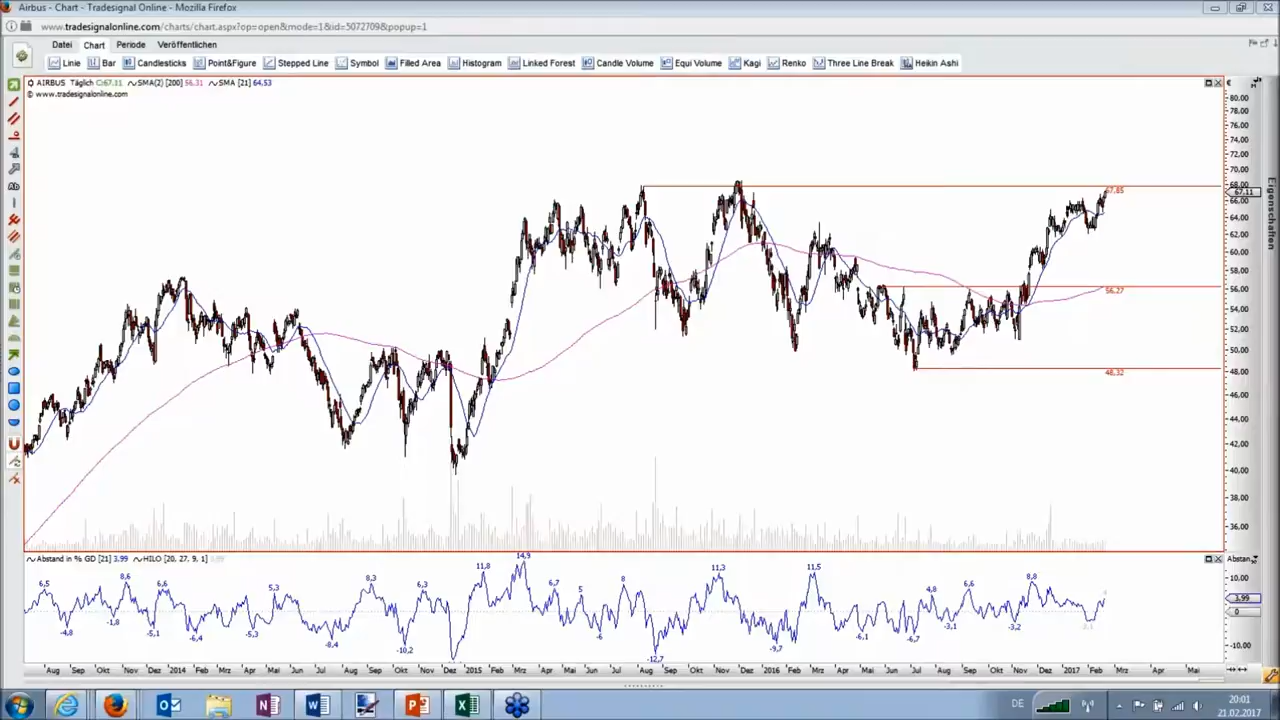 Airbus - Chart - Tradesignal Online - Mozilla Firefox
www.tradesignalonline.com/charts/chart.aspx?op=open&mode=1&id=5072709&popup=1
Datei Chart Periode Veröffentlichen
Linie Bar Candlesticks Point&Figure Stepped Line Symbol Filled Area Histogram Linked Forest Candle Volume Equi Volume Kagi Renko Three Line Break Heikin Ashi
AIRBUS Täglich C:67.11 SMA(2) [200] 56.31 SMA [21] 64.53
© www.tradesignalonline.com
€
80,00
78,00
76,00
74,00
72,00
70,00
68,00
67,85
67.11
66,00
64,00
62,00
60,00
58,00
56,00
56,27
54,00
52,00
50,00
48,00
48,32
46,00
44,00
42,00
40,00
38,00
36,00
Eigenschaften
Ab
Abstand in % GD [21] 3.99 HILO [20, 27. 9, 1] Abstan
6,5 -4,8 -1,8 8,6 -5,1 6,6 -6,4 -5,3 5,3 -8,4 8,3 -10,2 6,3 11,8 14,9 6,7 5 -6 8 -12,7 11,3 -9,7 11,5 -6,1 -6,7 4,8 -3,1 6,6 -3,2 8,8
10,00
3.99
0
-10,00
Aug Sep Okt Nov Dez 2014 Feb Mrz Apr Mai Jun Jul Aug Sep Okt Nov Dez 2015 Feb Mrz Apr Mai Jun Jul Aug Sep Okt Nov Dez 2016 Feb Mrz Apr Mai Jun Jul Aug Sep Okt Nov Dez 2017 Feb Mrz Apr Mai
DE
20:01
21.02.2017